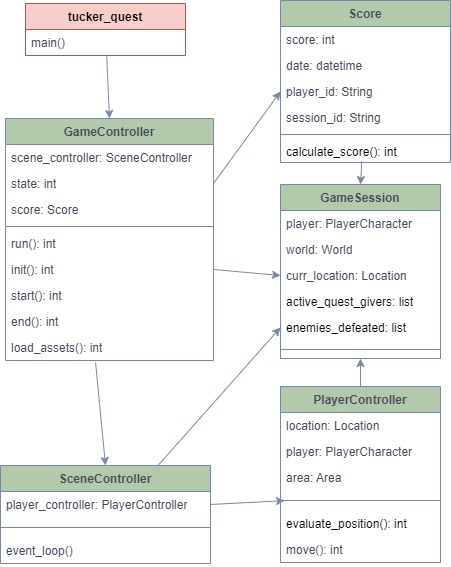 tucker_quest
main()
GameController
scene_controller: SceneController
state: int
score: Score
run(): int
init(): int
start(): int
end(): int
load_assets(): int
SceneController
player_controller: PlayerController
event_loop()
Score
score: int
date: datetime
player_id: String
session_id: String
calculate_score(): int
GameSession
player: PlayerCharacter
world: World
curr_location: Location
active_quest_givers: list
enemies_defeated: list
PlayerController
location: Location
player: PlayerCharacter
area: Area
evaluate_position(): int
move(): int